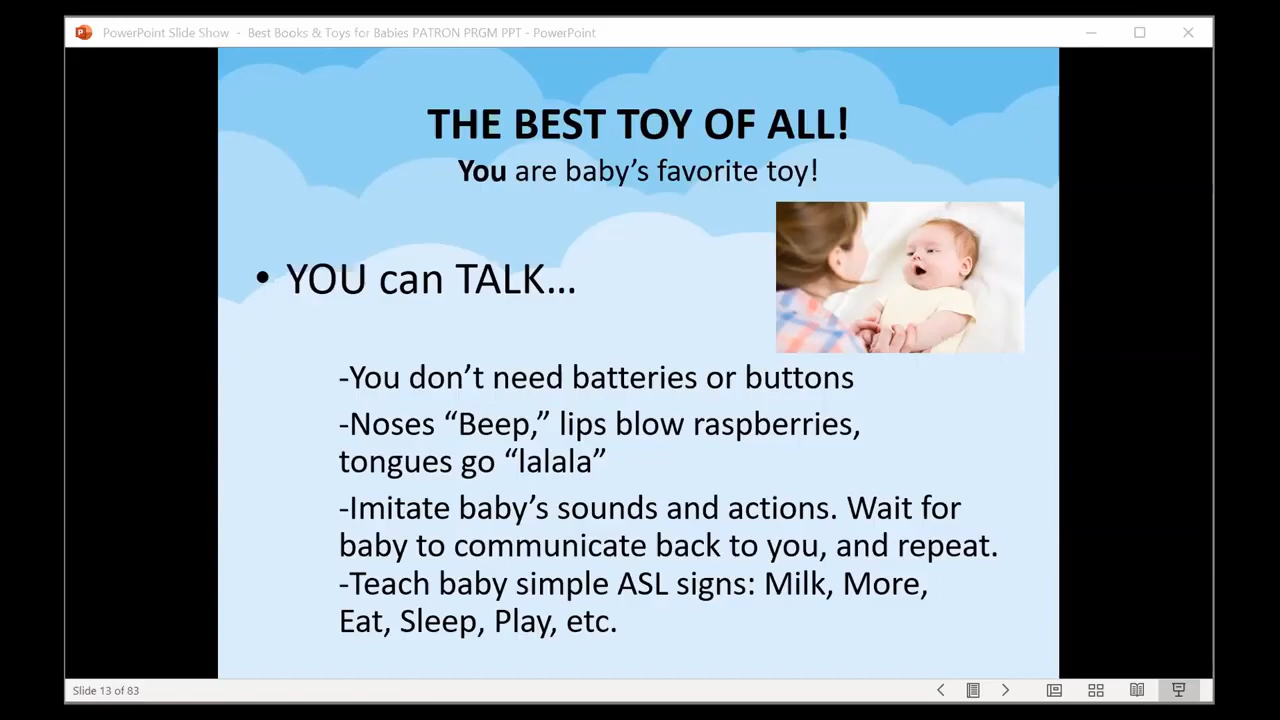 PowerPoint Slide Show - Best Books & Toys for Babies PATRON PRGM PPT - PowerPoint
THE BEST TOY OF ALL!
You are baby’s favorite toy!
• YOU can TALK…
-You don’t need batteries or buttons
-Noses “Beep,” lips blow raspberries,
tongues go “lalala”
-Imitate baby’s sounds and actions. Wait for
baby to communicate back to you, and repeat.
-Teach baby simple ASL signs: Milk, More,
Eat, Sleep, Play, etc.
Slide 13 of 83